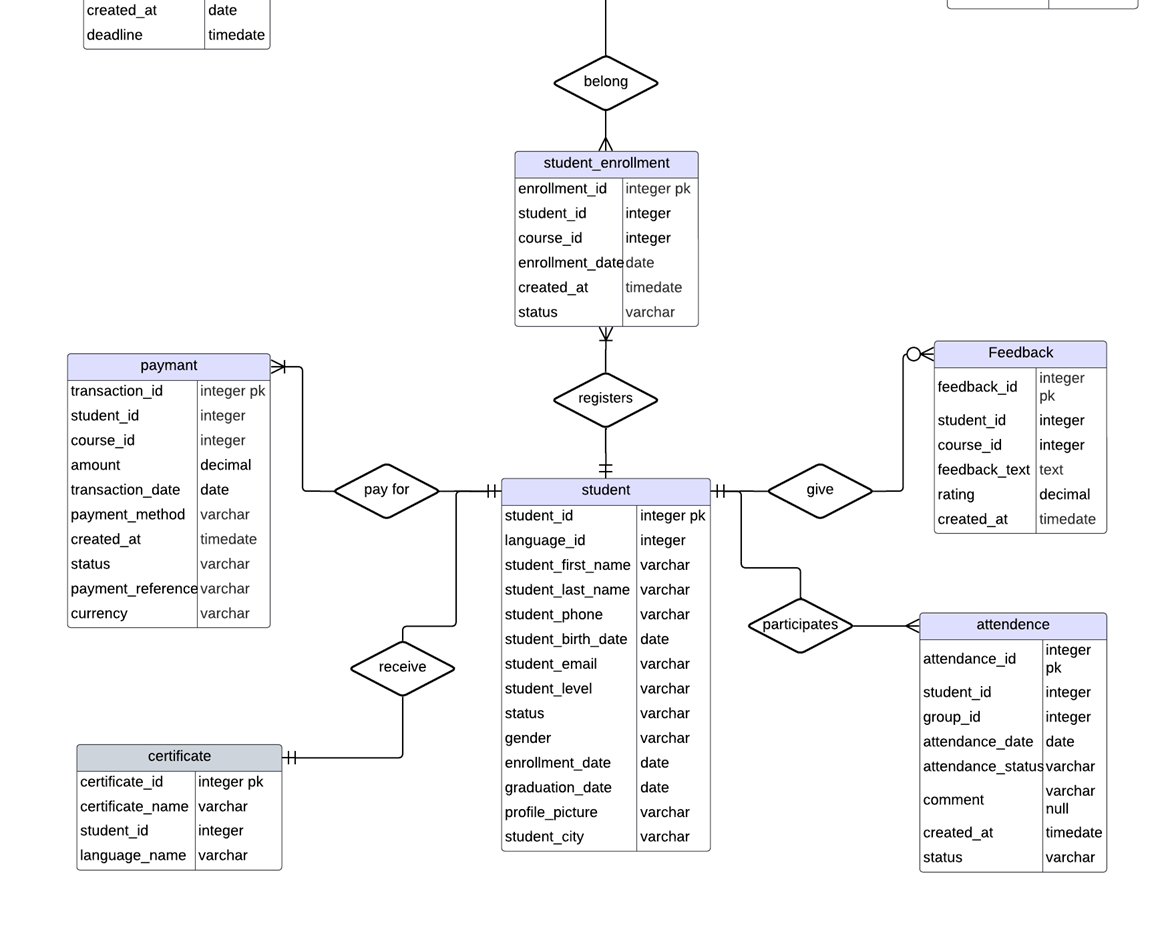 created_at date
deadline timedate
belong
student_enrollment
enrollment_id integer pk
student_id integer
course_id integer
enrollment_date date
created_at timedate
status varchar
paymant
transaction_id integer pk
student_id integer
course_id integer
amount decimal
transaction_date date
payment_method varchar
created_at timedate
status varchar
payment_reference varchar
currency varchar
registers
Feedback
feedback_id integer
pk
student_id integer
course_id integer
feedback_text text
rating decimal
created_at timedate
pay for
student
student_id integer pk
language_id integer
student_first_name varchar
student_last_name varchar
student_phone varchar
student_birth_date date
student_email varchar
student_level varchar
status varchar
gender varchar
enrollment_date date
graduation_date date
profile_picture varchar
student_city varchar
give
participates
receive
attendence
attendance_id integer
pk
student_id integer
group_id integer
attendance_date date
attendance_status varchar
comment varchar
null
created_at timedate
status varchar
certificate
certificate_id integer pk
certificate_name varchar
student_id integer
language_name varchar